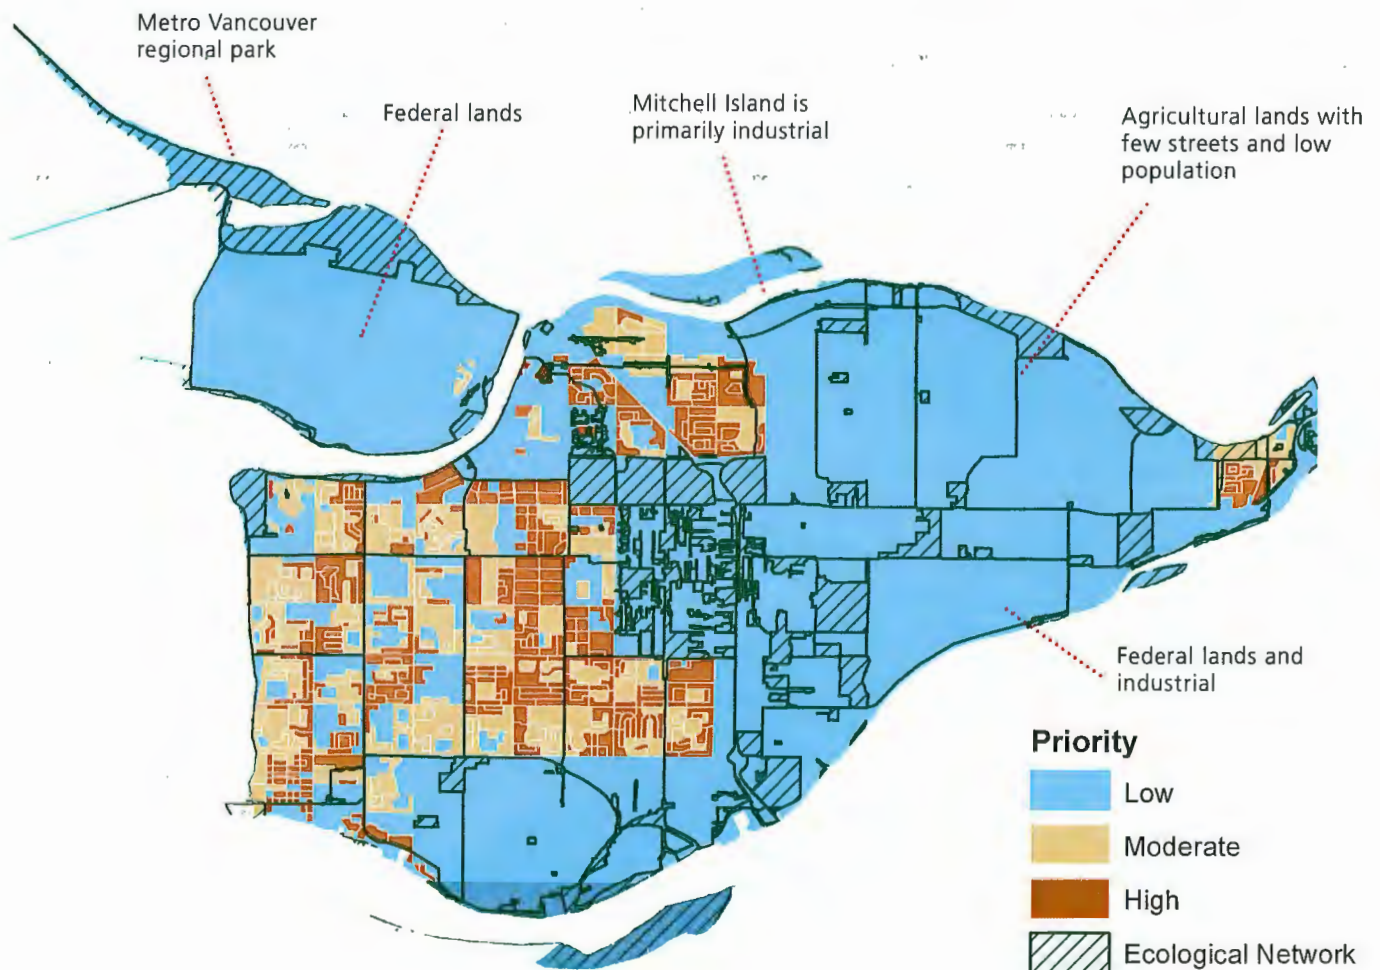 Metro Vancouver
regional park
Federal lands
Mitchell Island is
primarily industrial
Agricultural lands with
few streets and low
population
Federal lands and
industrial
Priority
Low
Moderate
High
Ecological Network